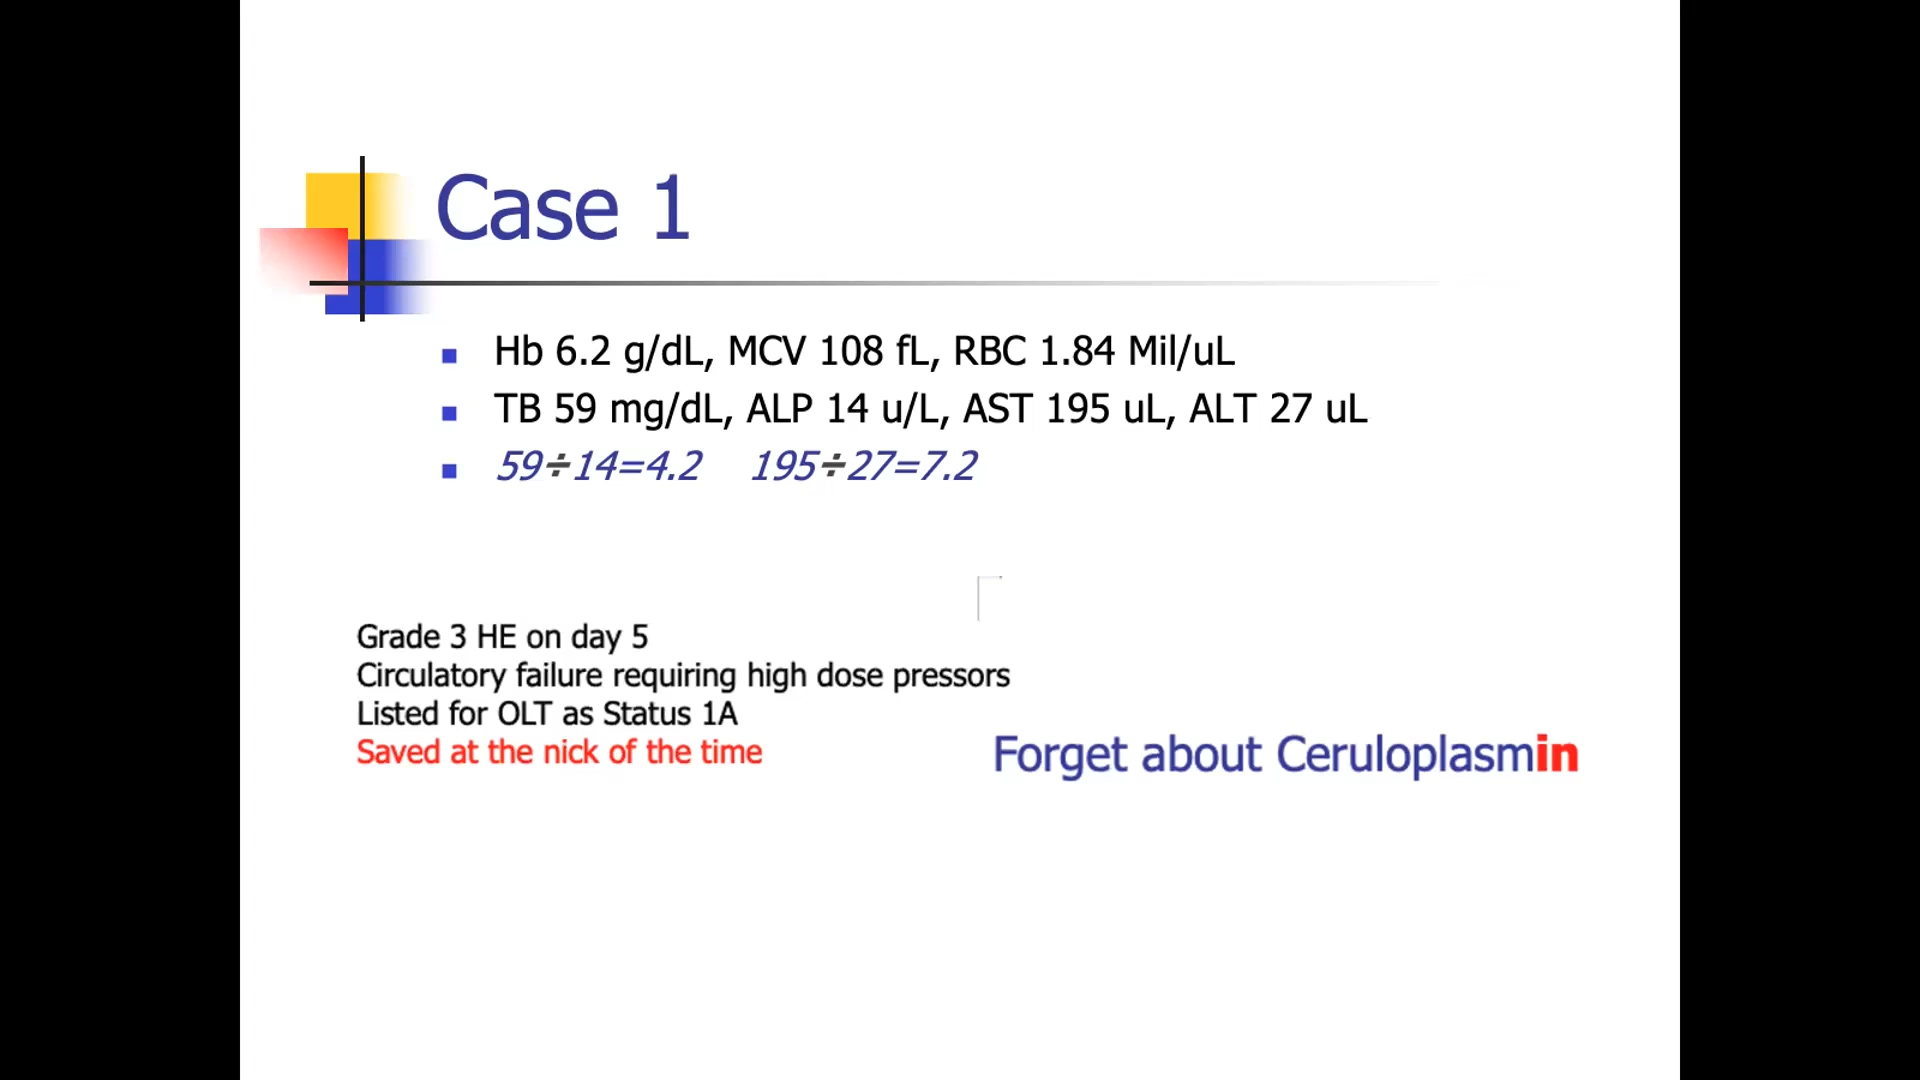 Case 1
Hb 6.2 g/dL, MCV 108 fL, RBC 1.84 Mil/uL
TB 59 mg/dL, ALP 14 u/L, AST 195 uL, ALT 27 uL
59÷14=4.2 195÷27=7.2
Grade 3 HE on day 5
Circulatory failure requiring high dose pressors
Listed for OLT as Status 1A
Saved at the nick of the time
Forget about Ceruloplasmin